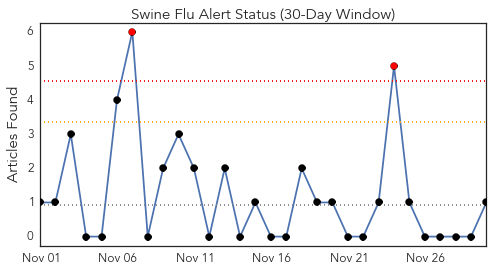 Swine Flu Alert Status (30-Day Window)
Articles Found
6
5
4
3
2
1
0
Nov 01 Nov 06 Nov 11 Nov 16 Nov 21 Nov 26